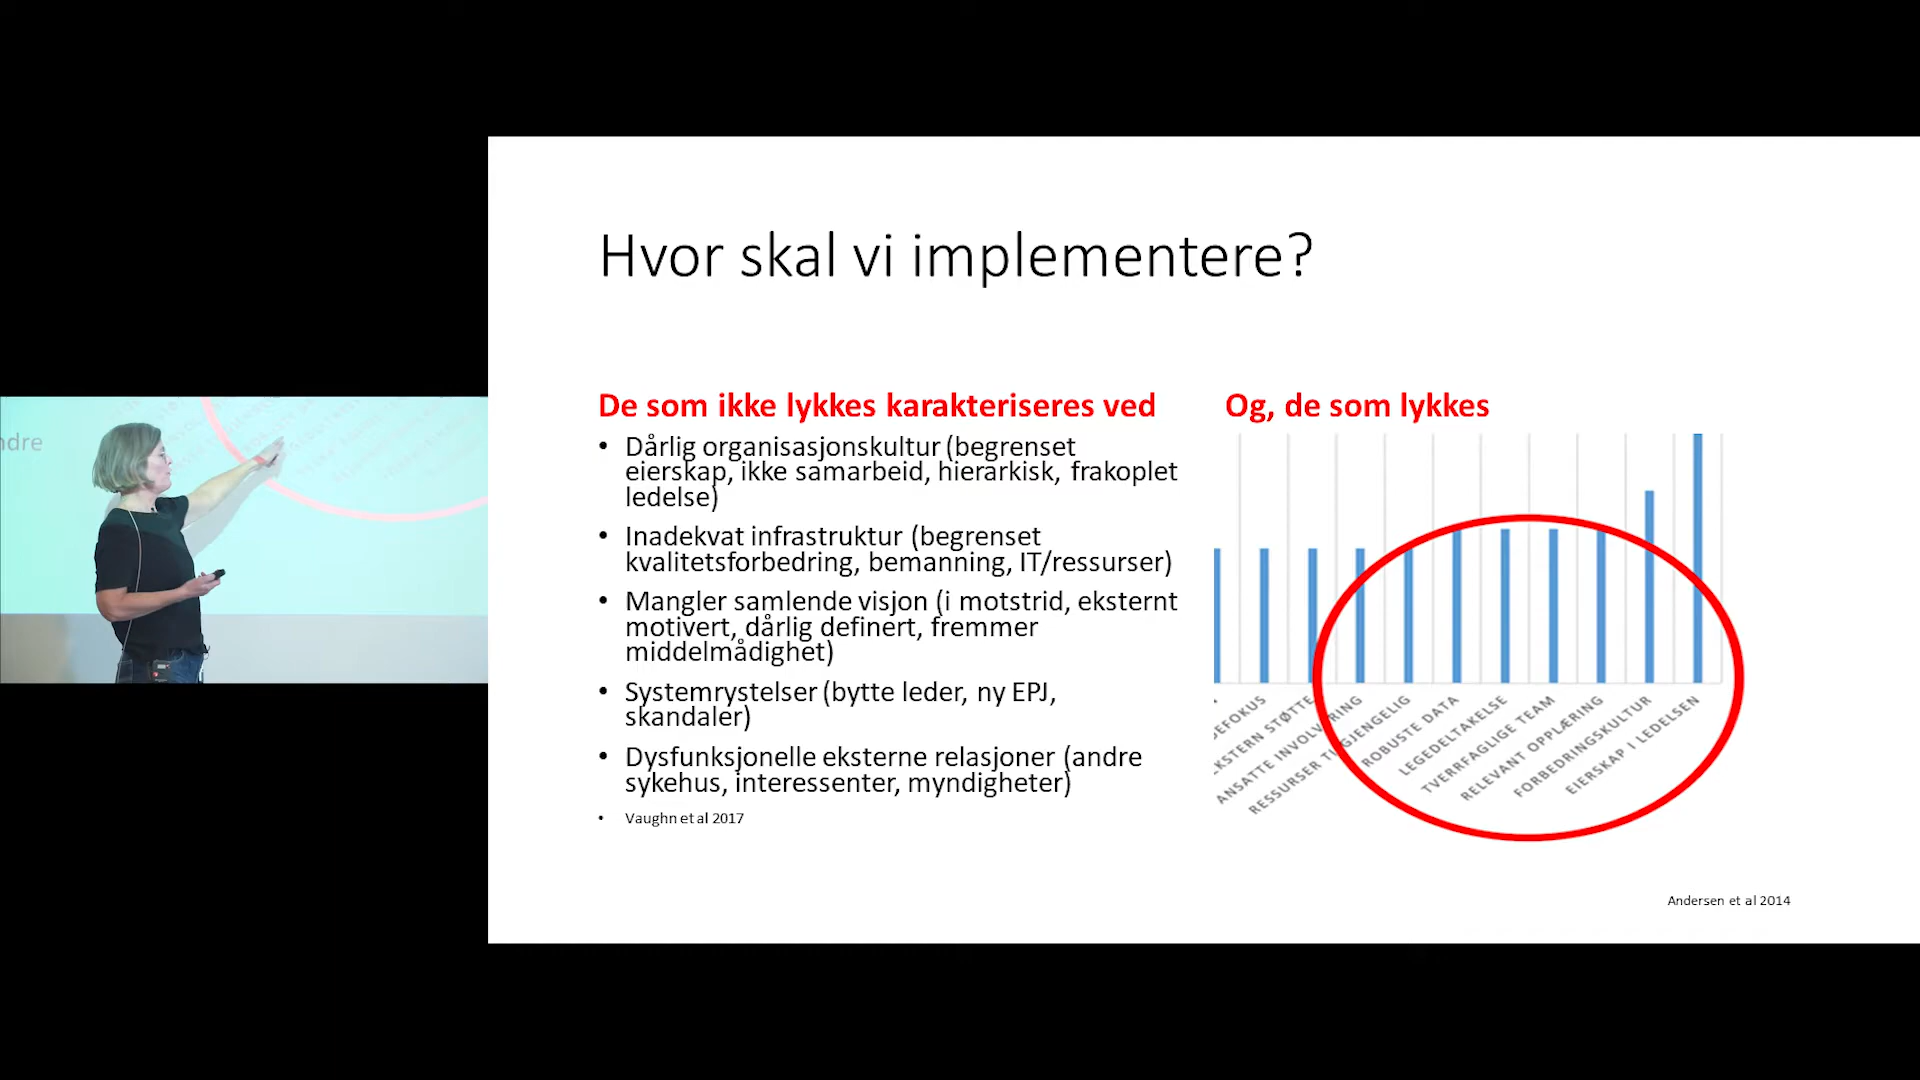 Hvor skal vi implementere?
De som ikke lykkes karakteriseres ved
• Dårlig organisasjonskultur (begrenset
eierskap, ikke samarbeid, hierarkisk, frakoplet
ledelse)
• Inadekvat infrastruktur (begrenset
kvalitetsforbedring, bemanning, IT/ressurser)
• Mangler samlende visjon (i motstrid, eksternt
motivert, dårlig definert, fremmer
middelmådighet)
• Systemrystelser (bytte leder, ny EPJ,
skandaler)
• Dysfunksjonelle eksterne relasjoner (andre
sykehus, interessenter, myndigheter)
• Vaughn et al 2017
Og, de som lykkes
EFOKUS
KSTERN STØTTE
ANSATTE INVOLVERING
RESSURSER TILGJENGELIG
ROBUSTE DATA
LEGEDELTAKELSE
TVERRFAGLIGE TEAM
RELEVANT OPPLÆRING
FORBEDRINGSKULTUR
EIERSKAP I LEDELSEN
Andersen et al 2014
ndre